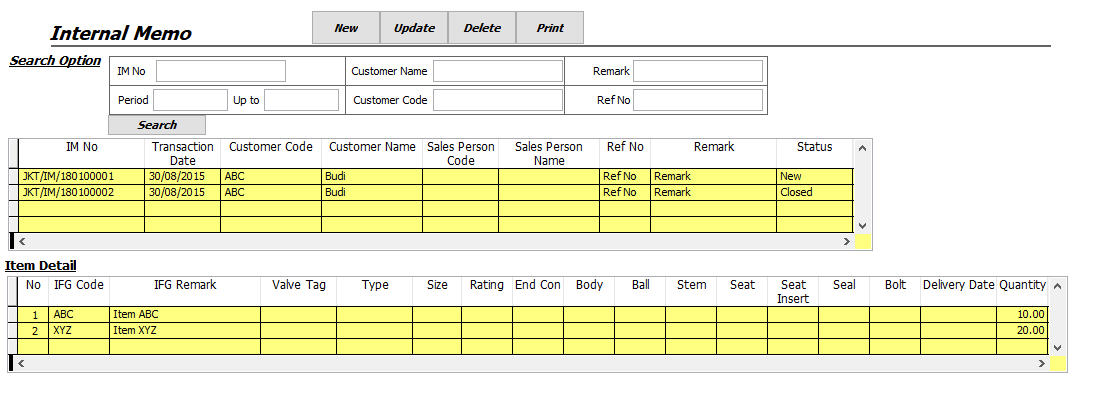 Internal Memo
New Update Delete Print
Search Option
IM No Customer Name Remark
Period Up to Customer Code Ref No
Search
IM No Transaction Date Customer Code Customer Name Sales Person Code Sales Person Name Ref No Remark Status
JKT/IM/180100001 30/08/2015 ABC Budi Ref No Remark New
JKT/IM/180100002 30/08/2015 ABC Budi Ref No Remark Closed
Item Detail
No IFG Code IFG Remark Valve Tag Type Size Rating End Con Body Ball Stem Seat Seat Insert Seal Bolt Delivery Date Quantity
1 ABC Item ABC 10.00
2 XYZ Item XYZ 20.00